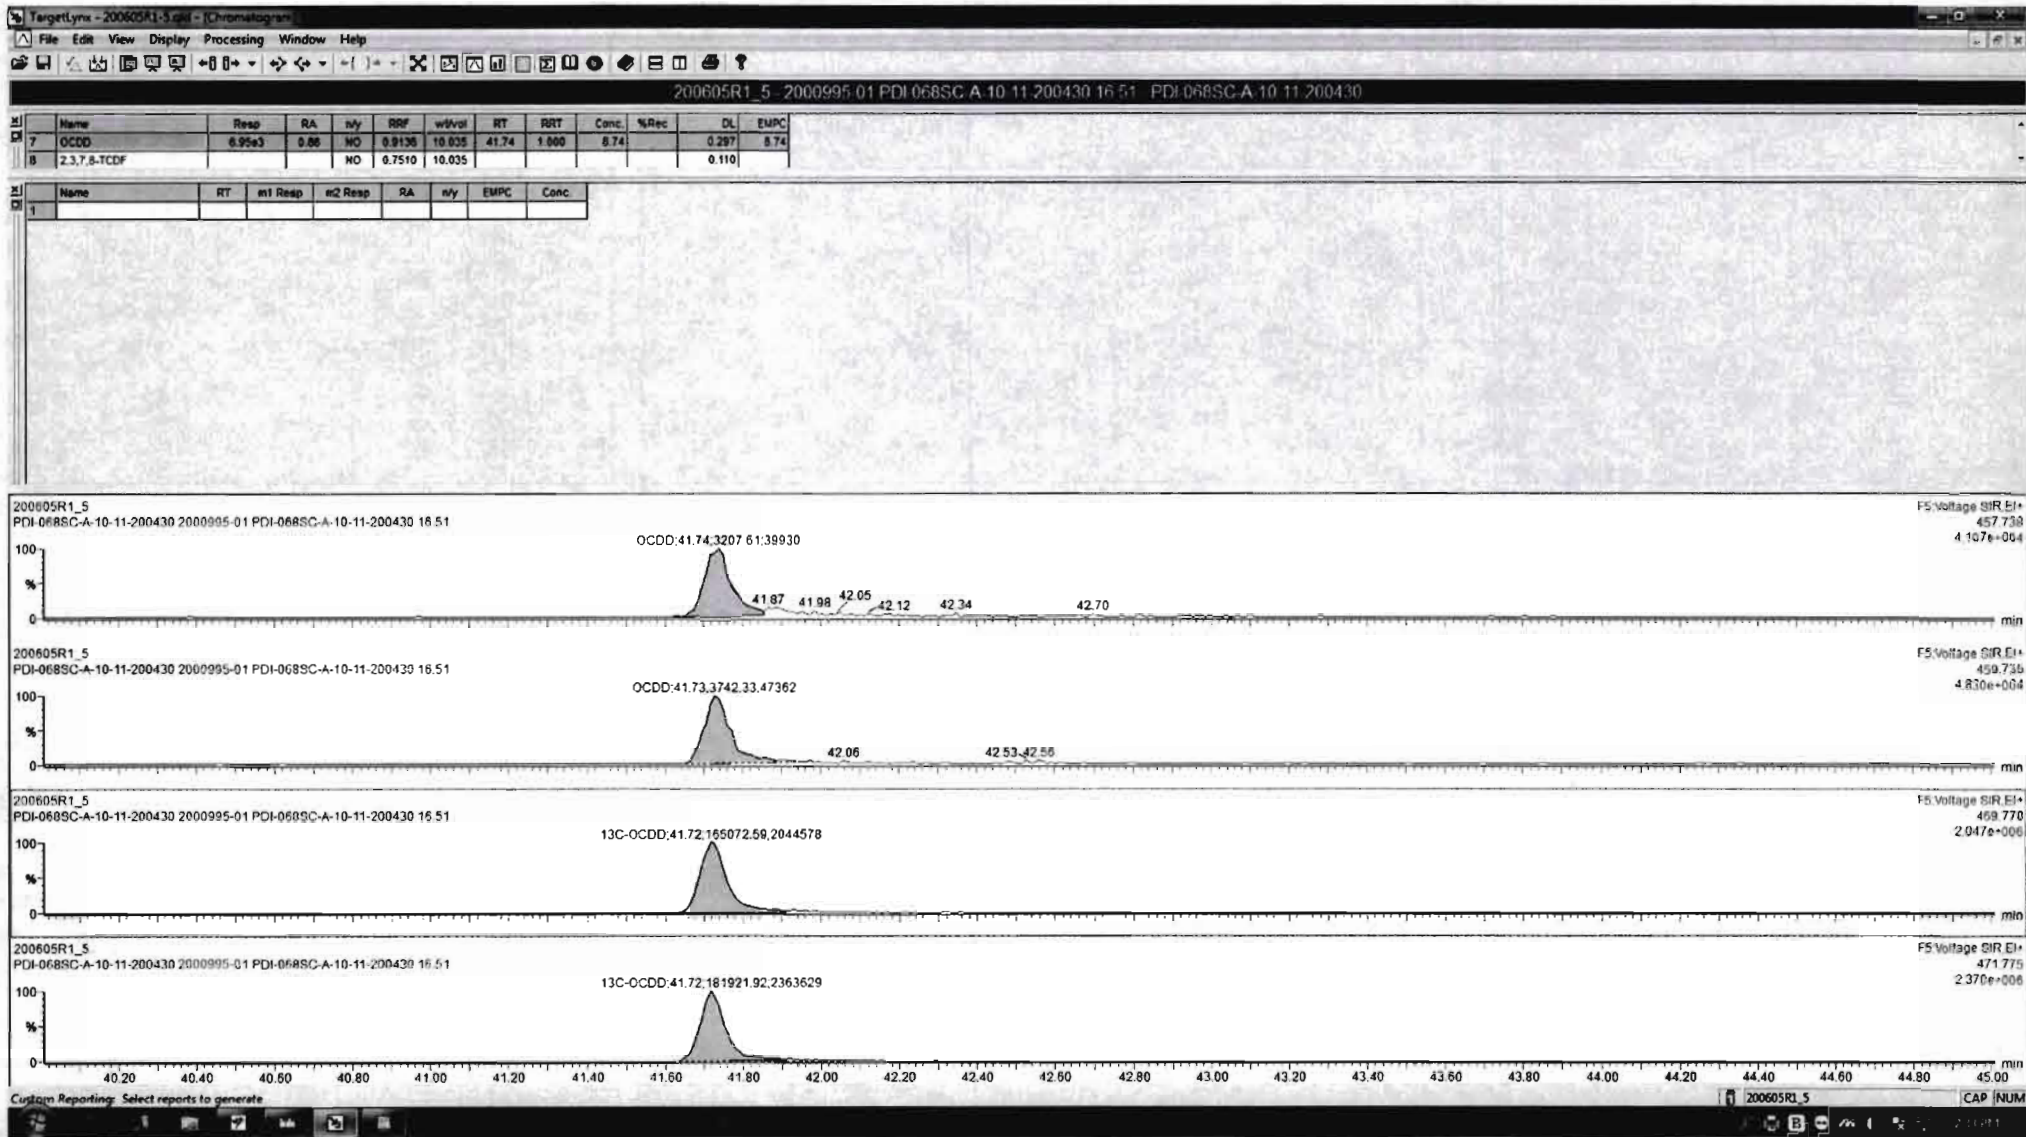 TargetLynx - 200605R1-5.qld - [Chromatogram]
File Edit View Display Processing Window Help
200605R1_5 - 2000995-01 PDI-068SC-A-10-11-200430 16.51 PDI-068SC-A-10-11-200430
Name Resp RA n/y RRF wt/vol RT RRT Conc. %Rec DL EMPC
7 OCDD 6.95e3 0.86 NO 0.9136 10.035 41.74 1.000 8.74 0.297 8.74
8 2,3,7,8-TCDF NO 0.7510 10.035 0.110
Name RT m1 Resp m2 Resp RA n/y EMPC Conc.
1
200605R1_5 F5:Voltage SIR,EI+
PDI-068SC-A-10-11-200430 2000995-01 PDI-068SC-A-10-11-200430 16.51 457.738
4.107e+004
OCDD;41.74;3207.61;39930
100
%
41.87 41.98 42.05 42.12 42.34 42.70
0 min
200605R1_5 F5:Voltage SIR,EI+
PDI-068SC-A-10-11-200430 2000995-01 PDI-068SC-A-10-11-200430 16.51 459.735
4.830e+004
OCDD;41.73;3742.33;47362
100
%
42.06 42.53 42.56
0 min
200605R1_5 F5:Voltage SIR,EI+
PDI-068SC-A-10-11-200430 2000995-01 PDI-068SC-A-10-11-200430 16.51 469.770
2.047e+006
13C-OCDD;41.72;165072.59;2044578
100
%
0 min
200605R1_5 F5:Voltage SIR,EI+
PDI-068SC-A-10-11-200430 2000995-01 PDI-068SC-A-10-11-200430 16.51 471.775
2.370e+006
13C-OCDD;41.72;181921.92;2363629
100
%
0 min
40.20 40.40 40.60 40.80 41.00 41.20 41.40 41.60 41.80 42.00 42.20 42.40 42.60 42.80 43.00 43.20 43.40 43.60 43.80 44.00 44.20 44.40 44.60 44.80 45.00
Custom Reporting: Select reports to generate 200605R1_5 CAP NUM